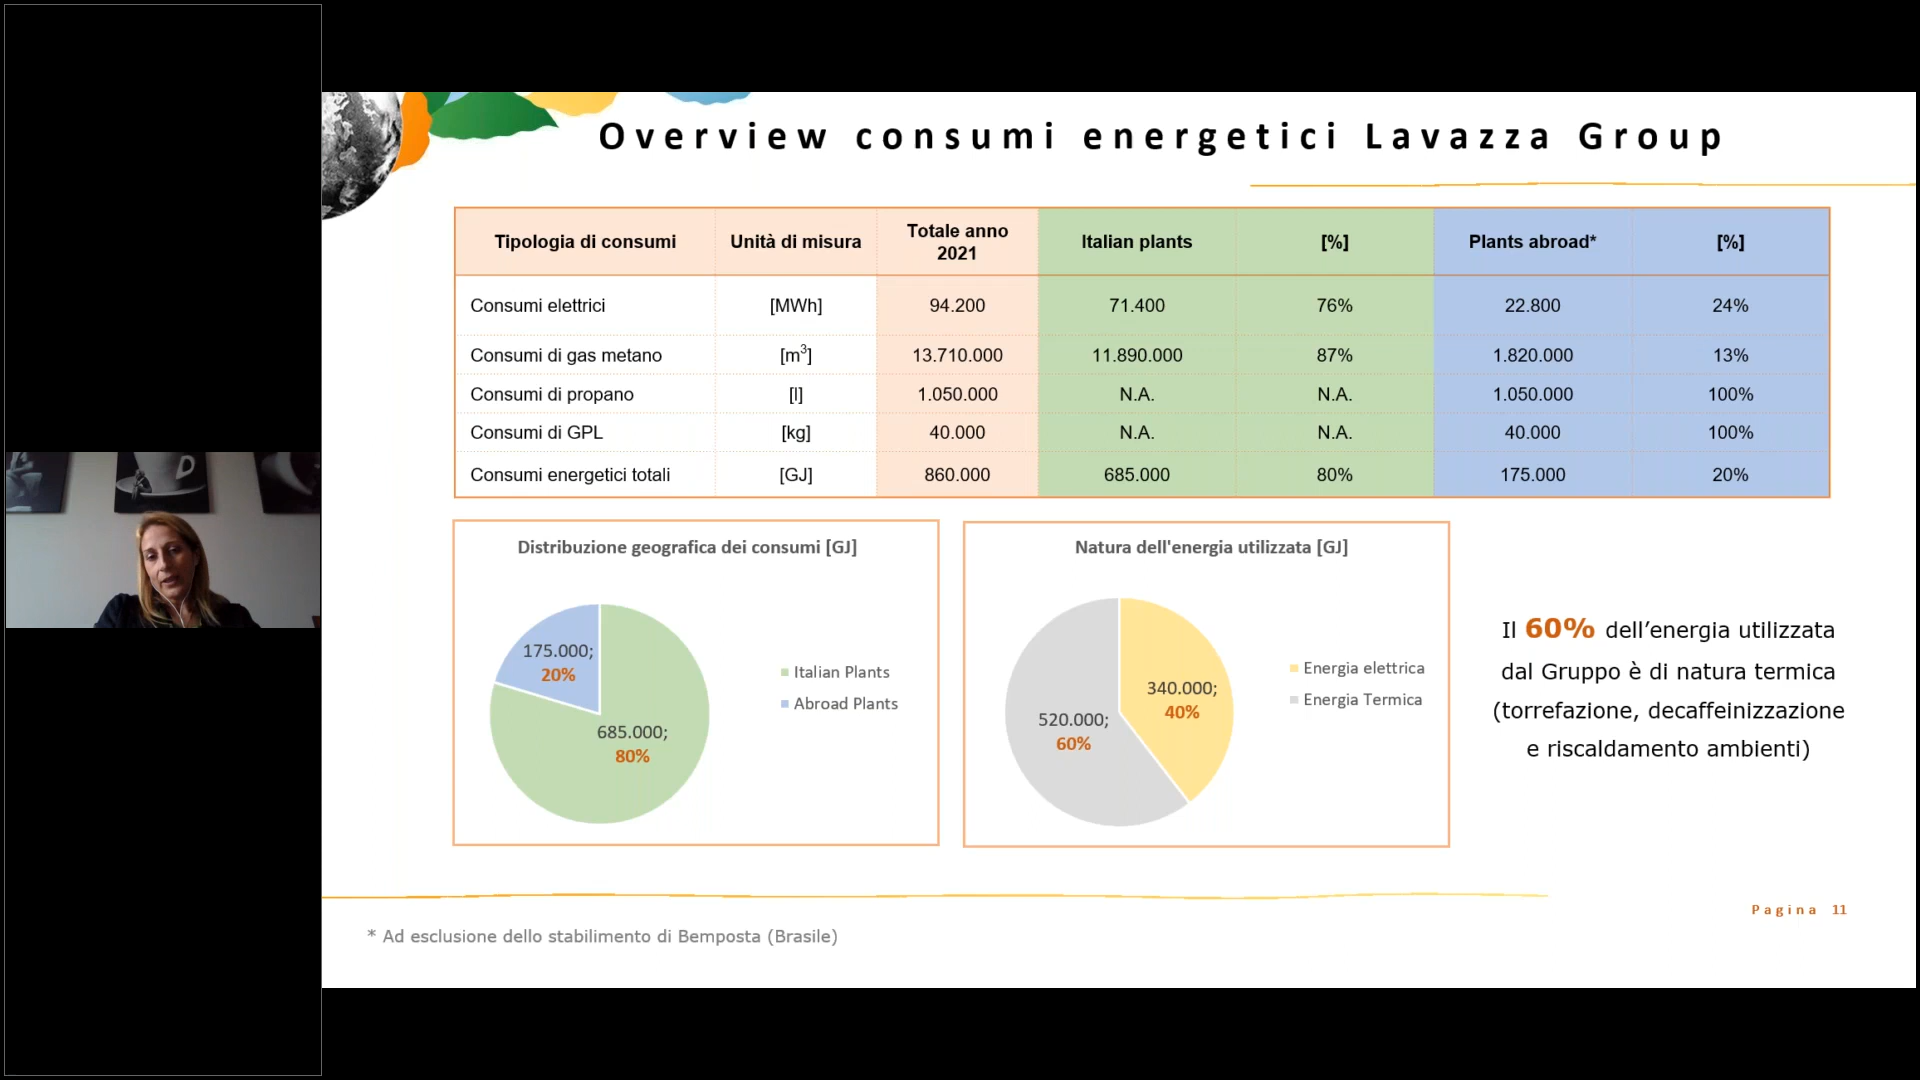 Overview consumi energetici Lavazza Group
Tipologia di consumi Unità di misura Totale anno 2021 Italian plants [%] Plants abroad* [%]
Consumi elettrici [MWh] 94.200 71.400 76% 22.800 24%
Consumi di gas metano [m³] 13.710.000 11.890.000 87% 1.820.000 13%
Consumi di propano [l] 1.050.000 N.A. N.A. 1.050.000 100%
Consumi di GPL [kg] 40.000 N.A. N.A. 40.000 100%
Consumi energetici totali [GJ] 860.000 685.000 80% 175.000 20%
Distribuzione geografica dei consumi [GJ]
175.000;
20%
685.000;
80%
Italian Plants
Abroad Plants
Natura dell'energia utilizzata [GJ]
340.000;
40%
520.000;
60%
Energia elettrica
Energia Termica
Il 60% dell’energia utilizzata
dal Gruppo è di natura termica
(torrefazione, decaffeinizzazione
e riscaldamento ambienti)
Pagina 11
* Ad esclusione dello stabilimento di Bemposta (Brasile)